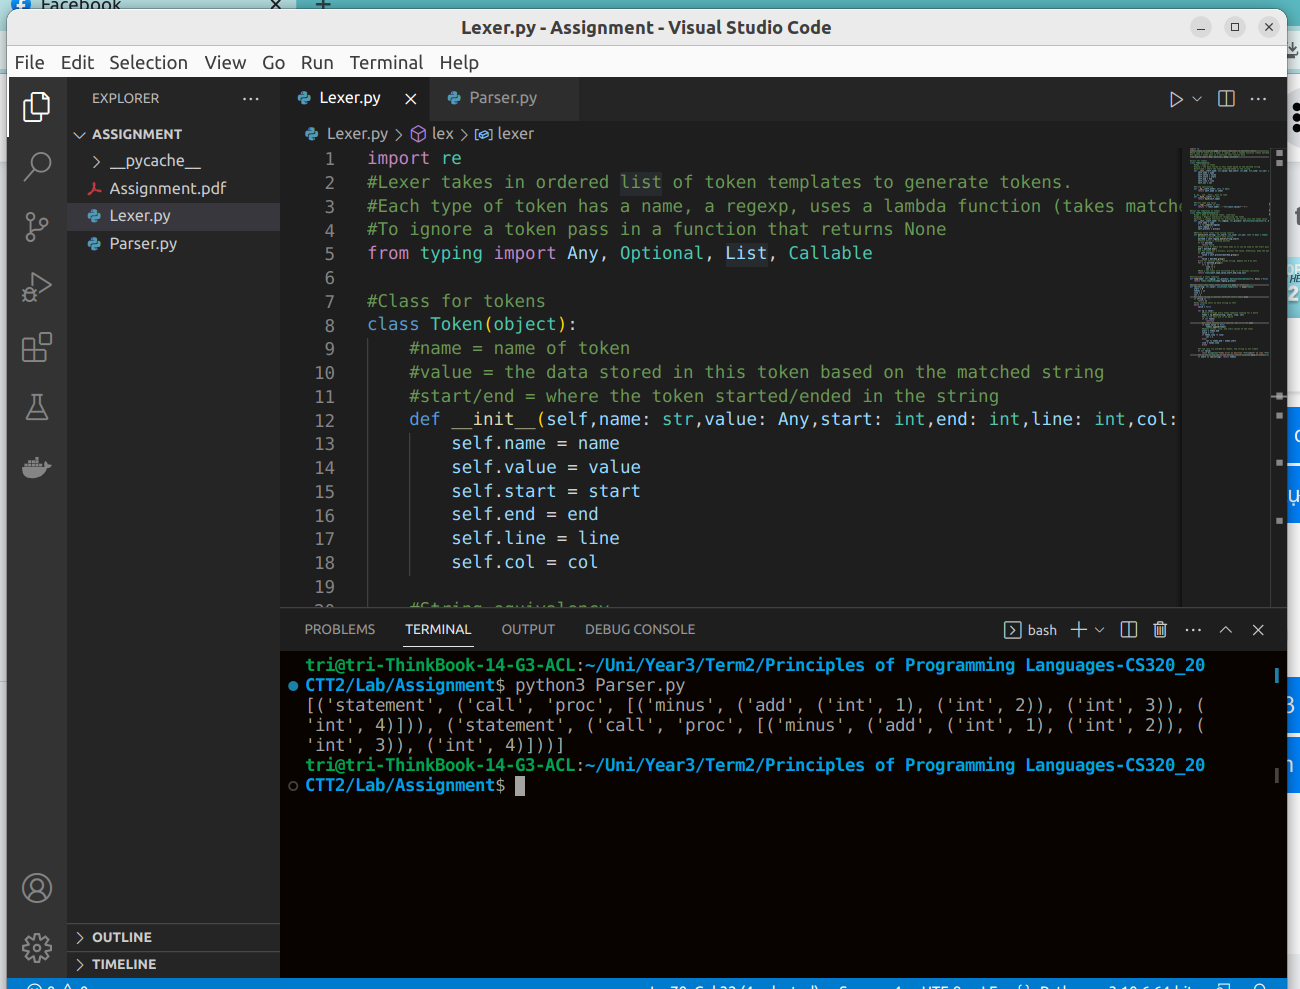 Facebook
Lexer.py - Assignment - Visual Studio Code
File Edit Selection View Go Run Terminal Help
EXPLORER
ASSIGNMENT
__pycache__
Assignment.pdf
Lexer.py
Parser.py
OUTLINE
TIMELINE
Lexer.py Parser.py
Lexer.py > lex > lexer
1 import re
2 #Lexer takes in ordered list of token templates to generate tokens.
3 #Each type of token has a name, a regexp, uses a lambda function (takes matche
4 #To ignore a token pass in a function that returns None
5 from typing import Any, Optional, List, Callable
6
7 #Class for tokens
8 class Token(object):
9 #name = name of token
10 #value = the data stored in this token based on the matched string
11 #start/end = where the token started/ended in the string
12 def __init__(self,name: str,value: Any,start: int,end: int,line: int,col:
13 self.name = name
14 self.value = value
15 self.start = start
16 self.end = end
17 self.line = line
18 self.col = col
19
20 #String equivalency
PROBLEMS TERMINAL OUTPUT DEBUG CONSOLE bash
tri@tri-ThinkBook-14-G3-ACL:~/Uni/Year3/Term2/Principles of Programming Languages-CS320_20
CTT2/Lab/Assignment$ python3 Parser.py
[('statement', ('call', 'proc', [('minus', ('add', ('int', 1), ('int', 2)), ('int', 3)), (
'int', 4)])), ('statement', ('call', 'proc', [('minus', ('add', ('int', 1), ('int', 2)), (
'int', 3)), ('int', 4)]))]
tri@tri-ThinkBook-14-G3-ACL:~/Uni/Year3/Term2/Principles of Programming Languages-CS320_20
CTT2/Lab/Assignment$